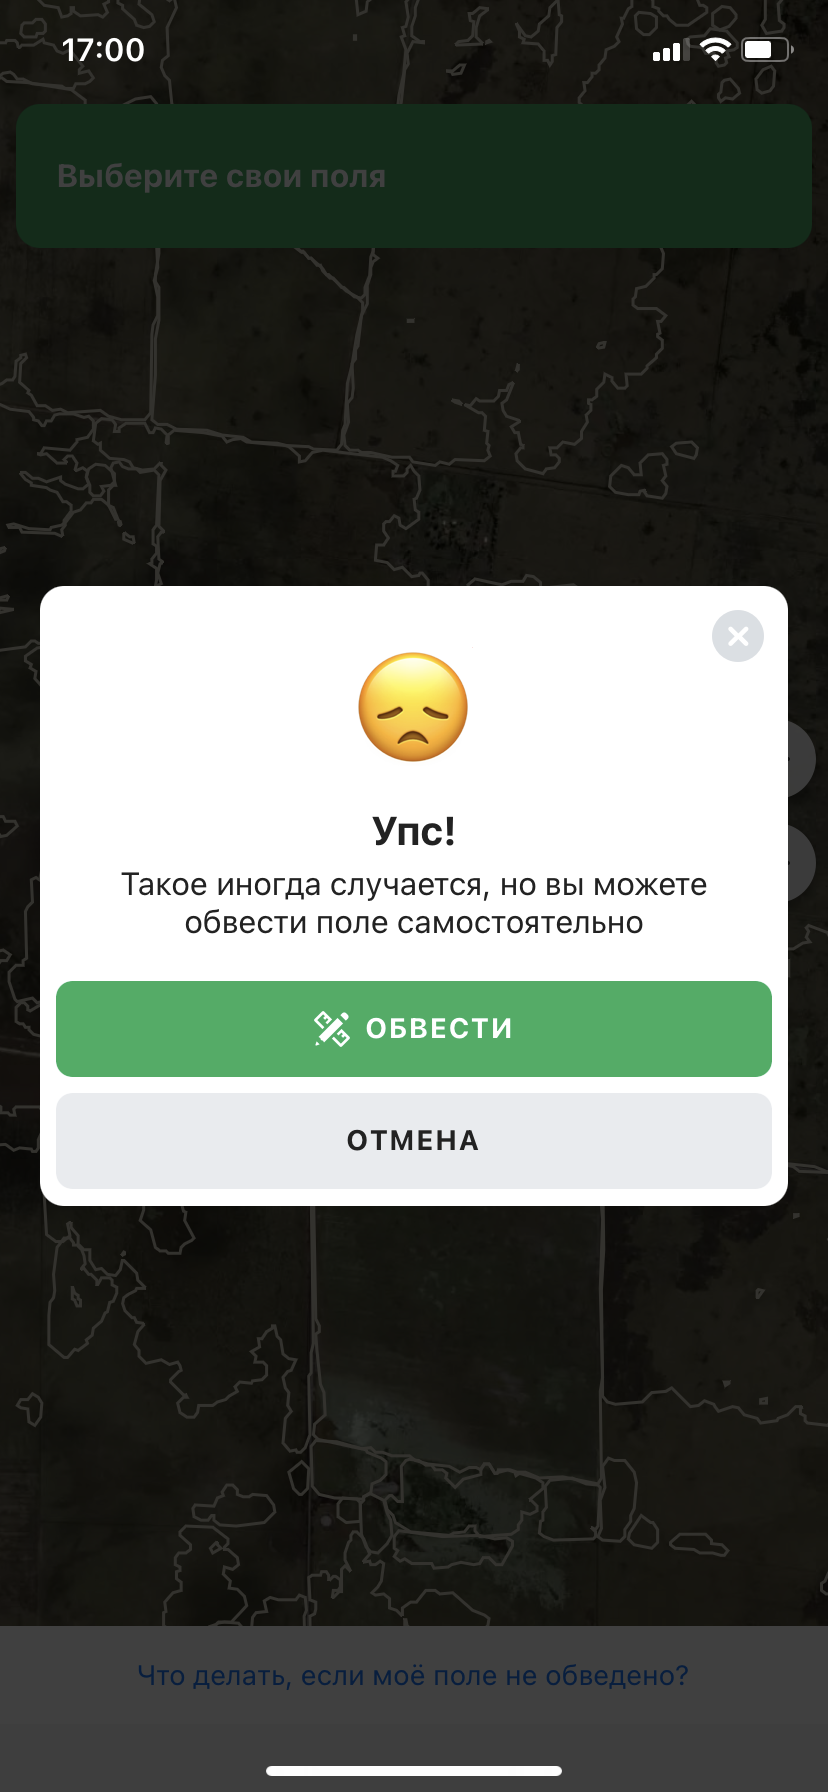 17:00
Выберите свои поля
Упс!
Такое иногда случается, но вы можете
обвести поле самостоятельно
ОБВЕСТИ
ОТМЕНА
Что делать, если моё поле не обведено?